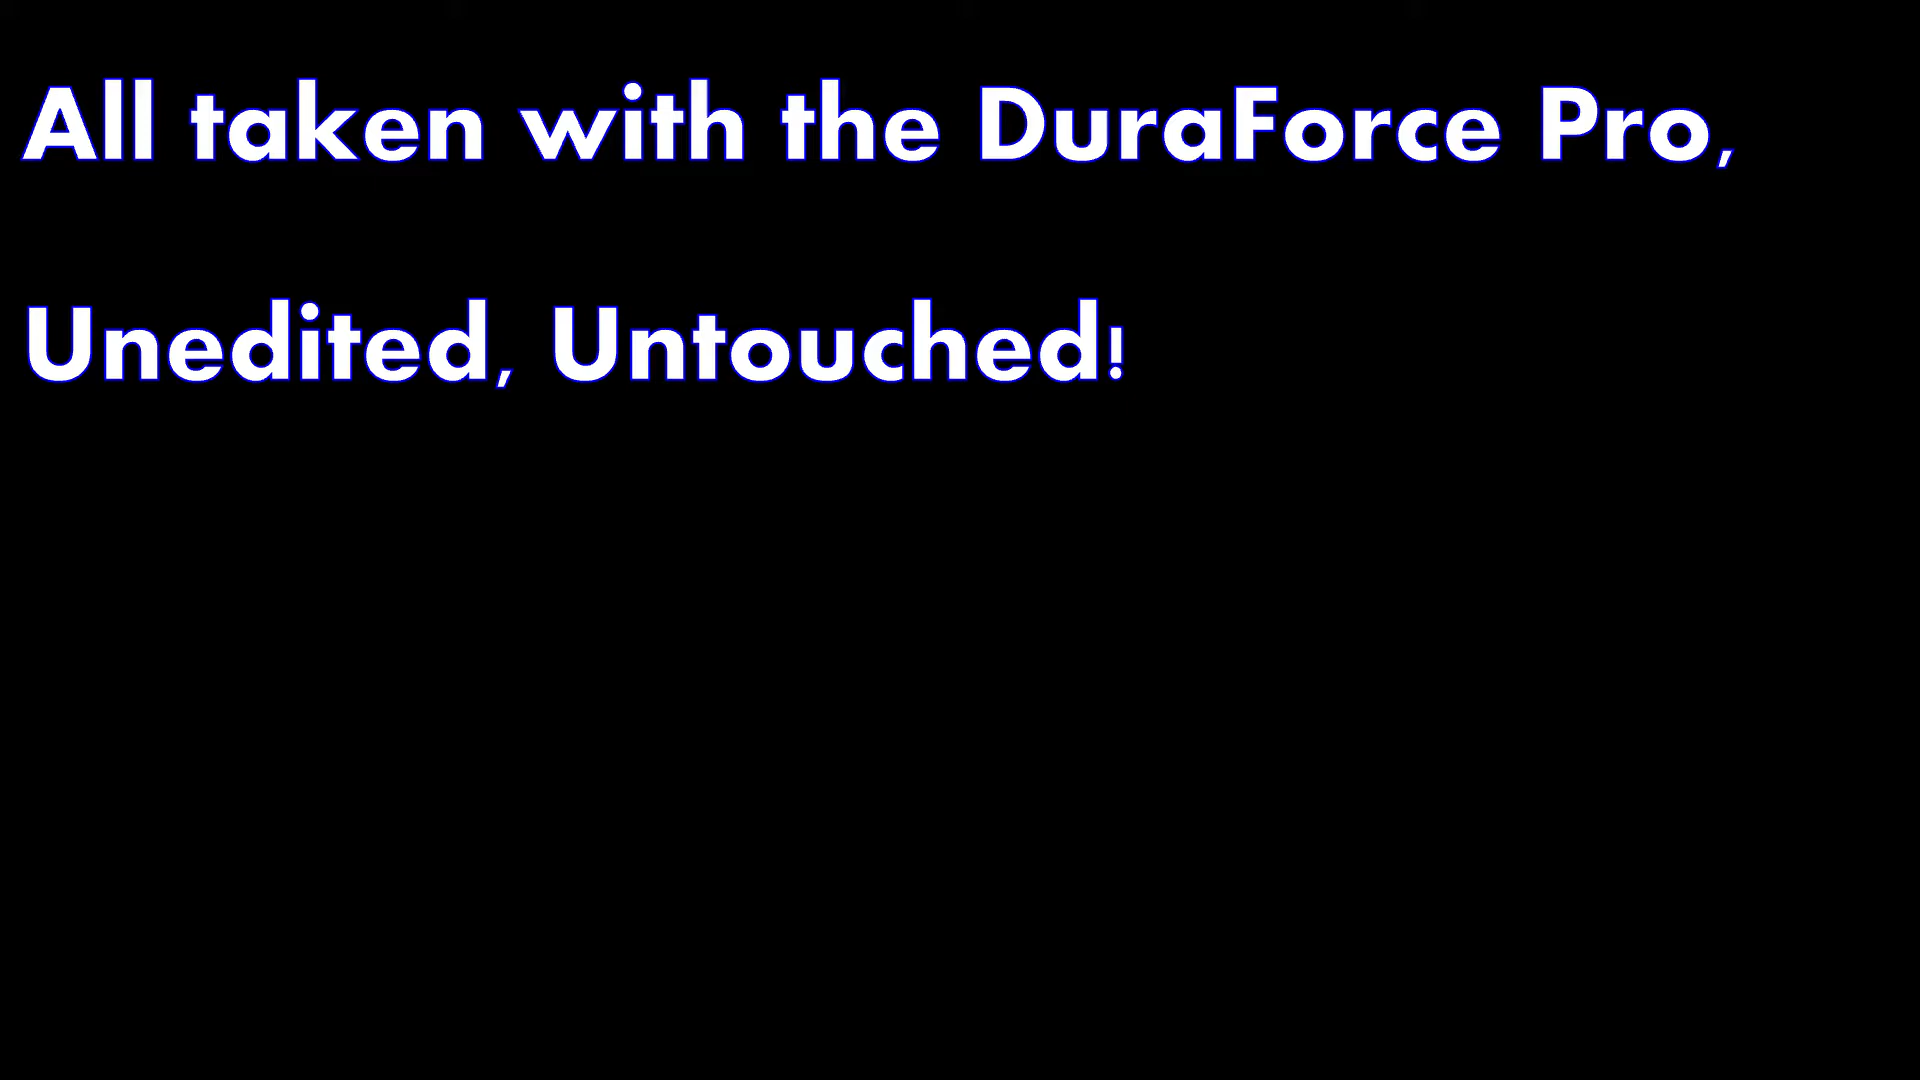 All taken with the DuraForce Pro,
Unedited, Untouched!